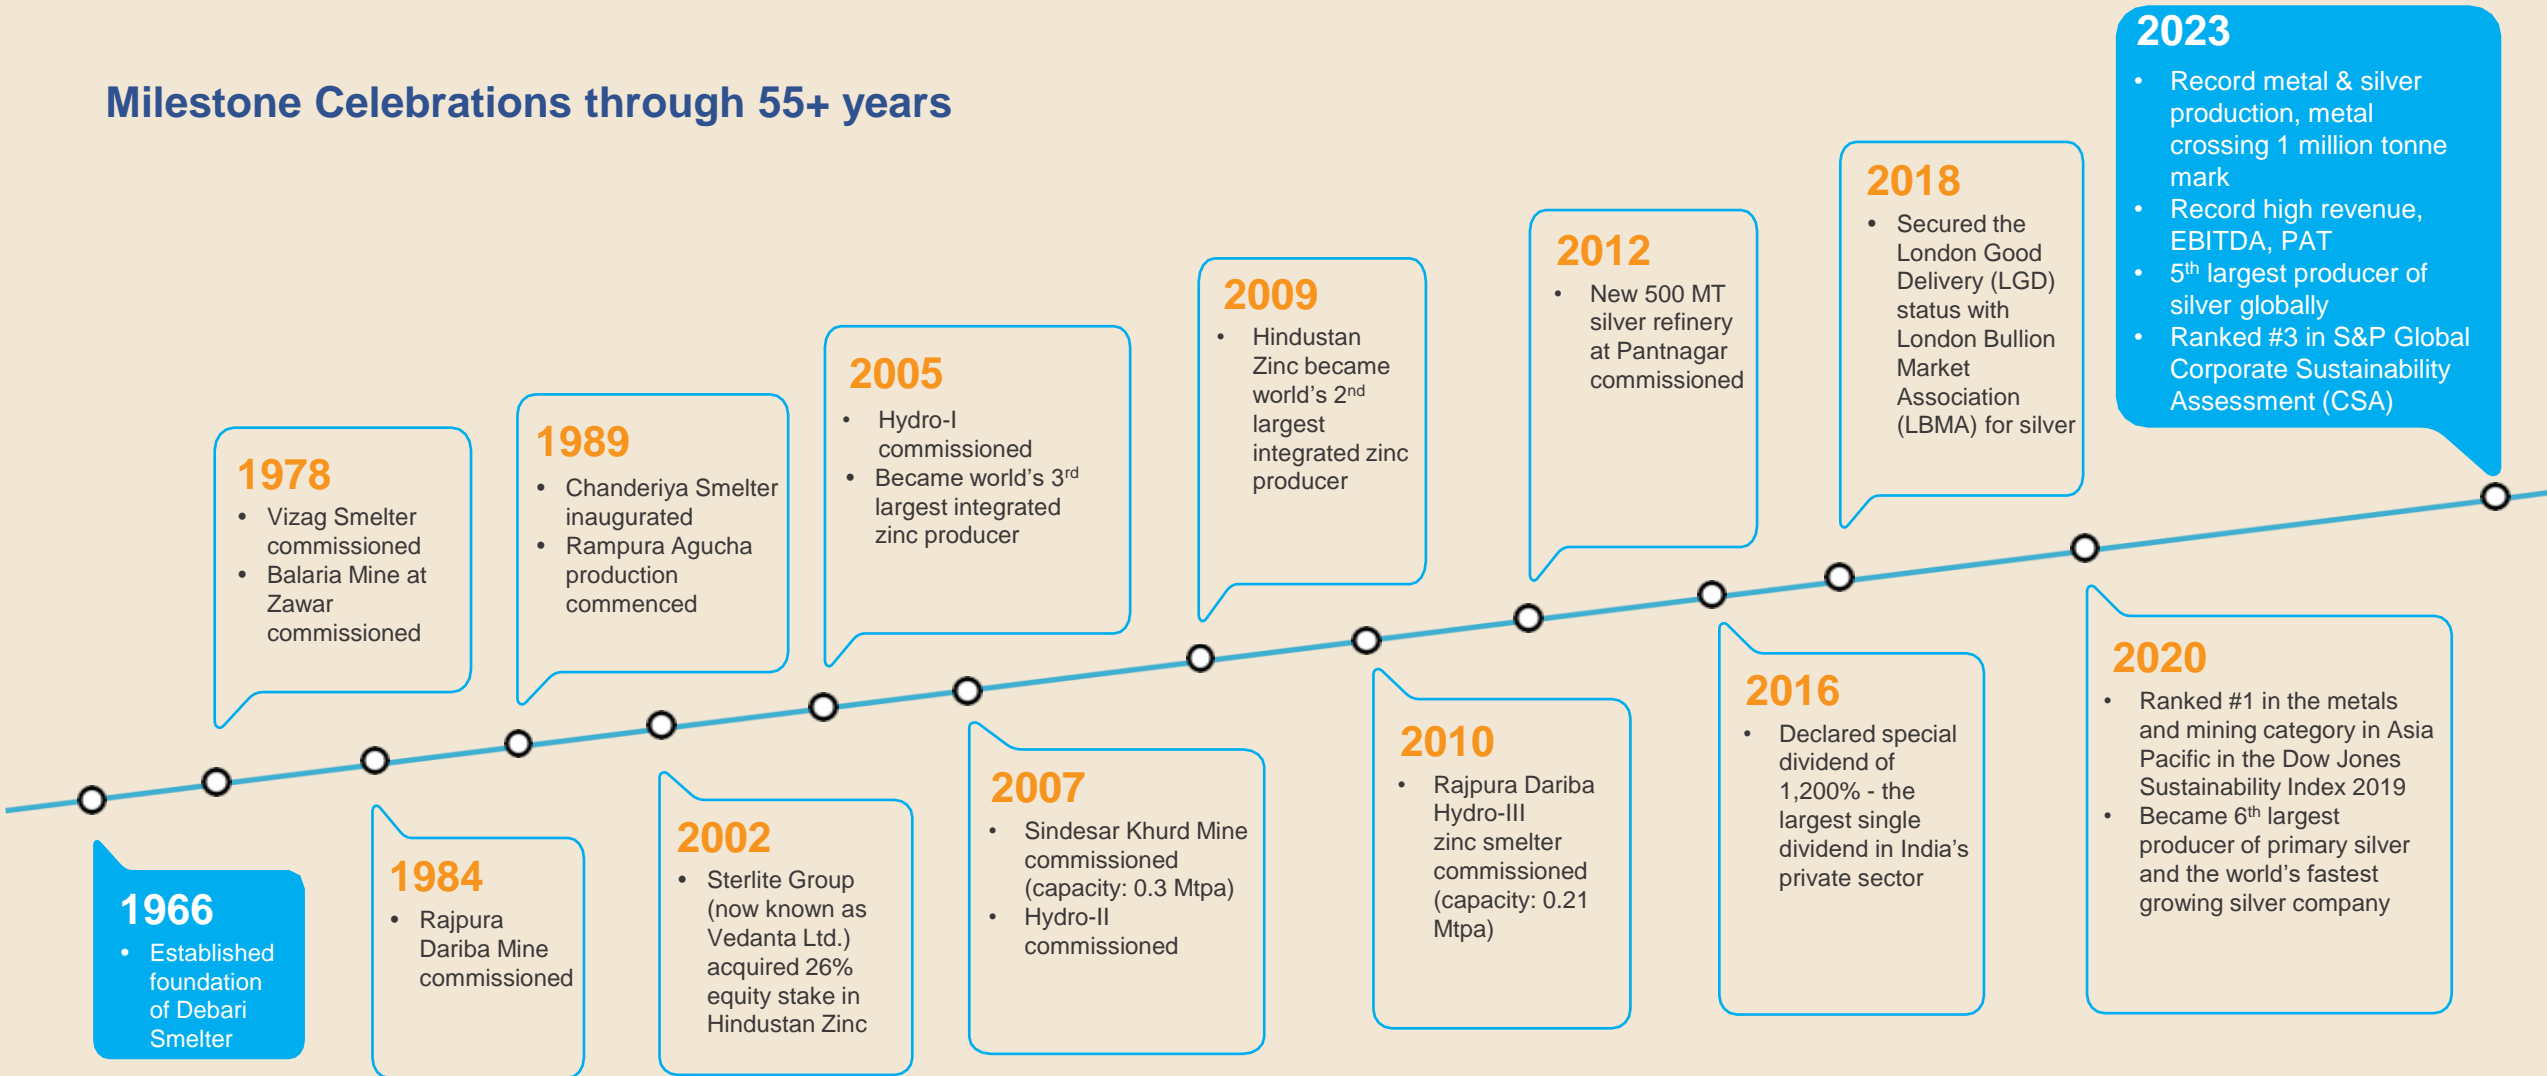 Milestone Celebrations through 55+ years
1966
• Established
foundation
of Debari
Smelter
1978
• Vizag Smelter
commissioned
• Balaria Mine at
Zawar
commissioned
1984
• Rajpura
Dariba Mine
commissioned
1989
• Chanderiya Smelter
inaugurated
• Rampura Agucha
production
commenced
2002
• Sterlite Group
(now known as
Vedanta Ltd.)
acquired 26%
equity stake in
Hindustan Zinc
2005
• Hydro-I
commissioned
• Became world’s 3rd
largest integrated
zinc producer
2007
• Sindesar Khurd Mine
commissioned
(capacity: 0.3 Mtpa)
• Hydro-II
commissioned
2009
• Hindustan
Zinc became
world’s 2nd
largest
integrated zinc
producer
2010
• Rajpura Dariba
Hydro-III
zinc smelter
commissioned
(capacity: 0.21
Mtpa)
2012
• New 500 MT
silver refinery
at Pantnagar
commissioned
2016
• Declared special
dividend of
1,200% - the
largest single
dividend in India’s
private sector
2018
• Secured the
London Good
Delivery (LGD)
status with
London Bullion
Market
Association
(LBMA) for silver
2020
• Ranked #1 in the metals
and mining category in Asia
Pacific in the Dow Jones
Sustainability Index 2019
• Became 6th largest
producer of primary silver
and the world’s fastest
growing silver company
2023
• Record metal & silver
production, metal
crossing 1 million tonne
mark
• Record high revenue,
EBITDA, PAT
• 5th largest producer of
silver globally
• Ranked #3 in S&P Global
Corporate Sustainability
Assessment (CSA)